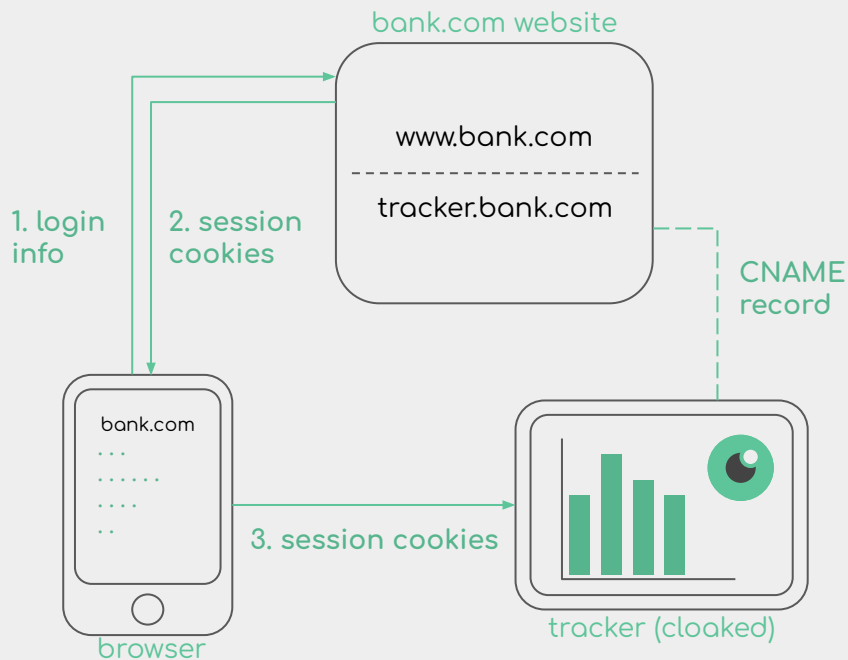 bank.com website
www.bank.com
tracker.bank.com
1. login
info
2. session
cookies
CNAME
record
bank.com
3. session cookies
browser
tracker (cloaked)